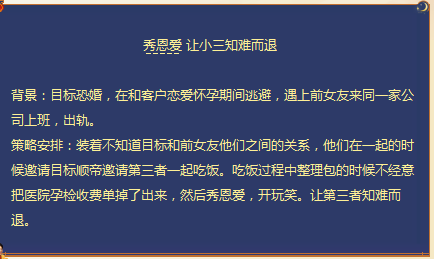 秀恩爱 让小三知难而退
背景：目标恐婚，在和客户恋爱怀孕期间逃避，遇上前女友来同一家公
司上班，出轨。
策略安排：装着不知道目标和前女友他们之间的关系，他们在一起的时
候邀请目标顺帝邀请第三者一起吃饭。吃饭过程中整理包的时候不经意
把医院孕检收费单掉了出来，然后秀恩爱，开玩笑。让第三者知难而
退。